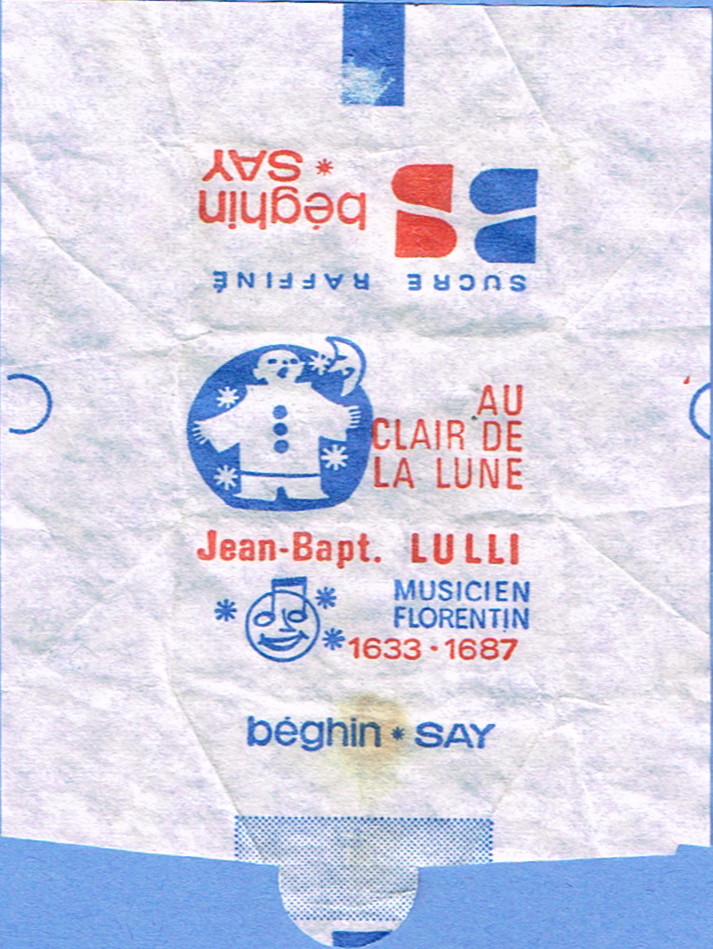 béghin
* SAY
SUCRE RAFFINÉ
AU
CLAIR DE
LA LUNE
Jean-Bapt. LULLI
MUSICIEN
FLORENTIN
1633 · 1687
béghin * SAY